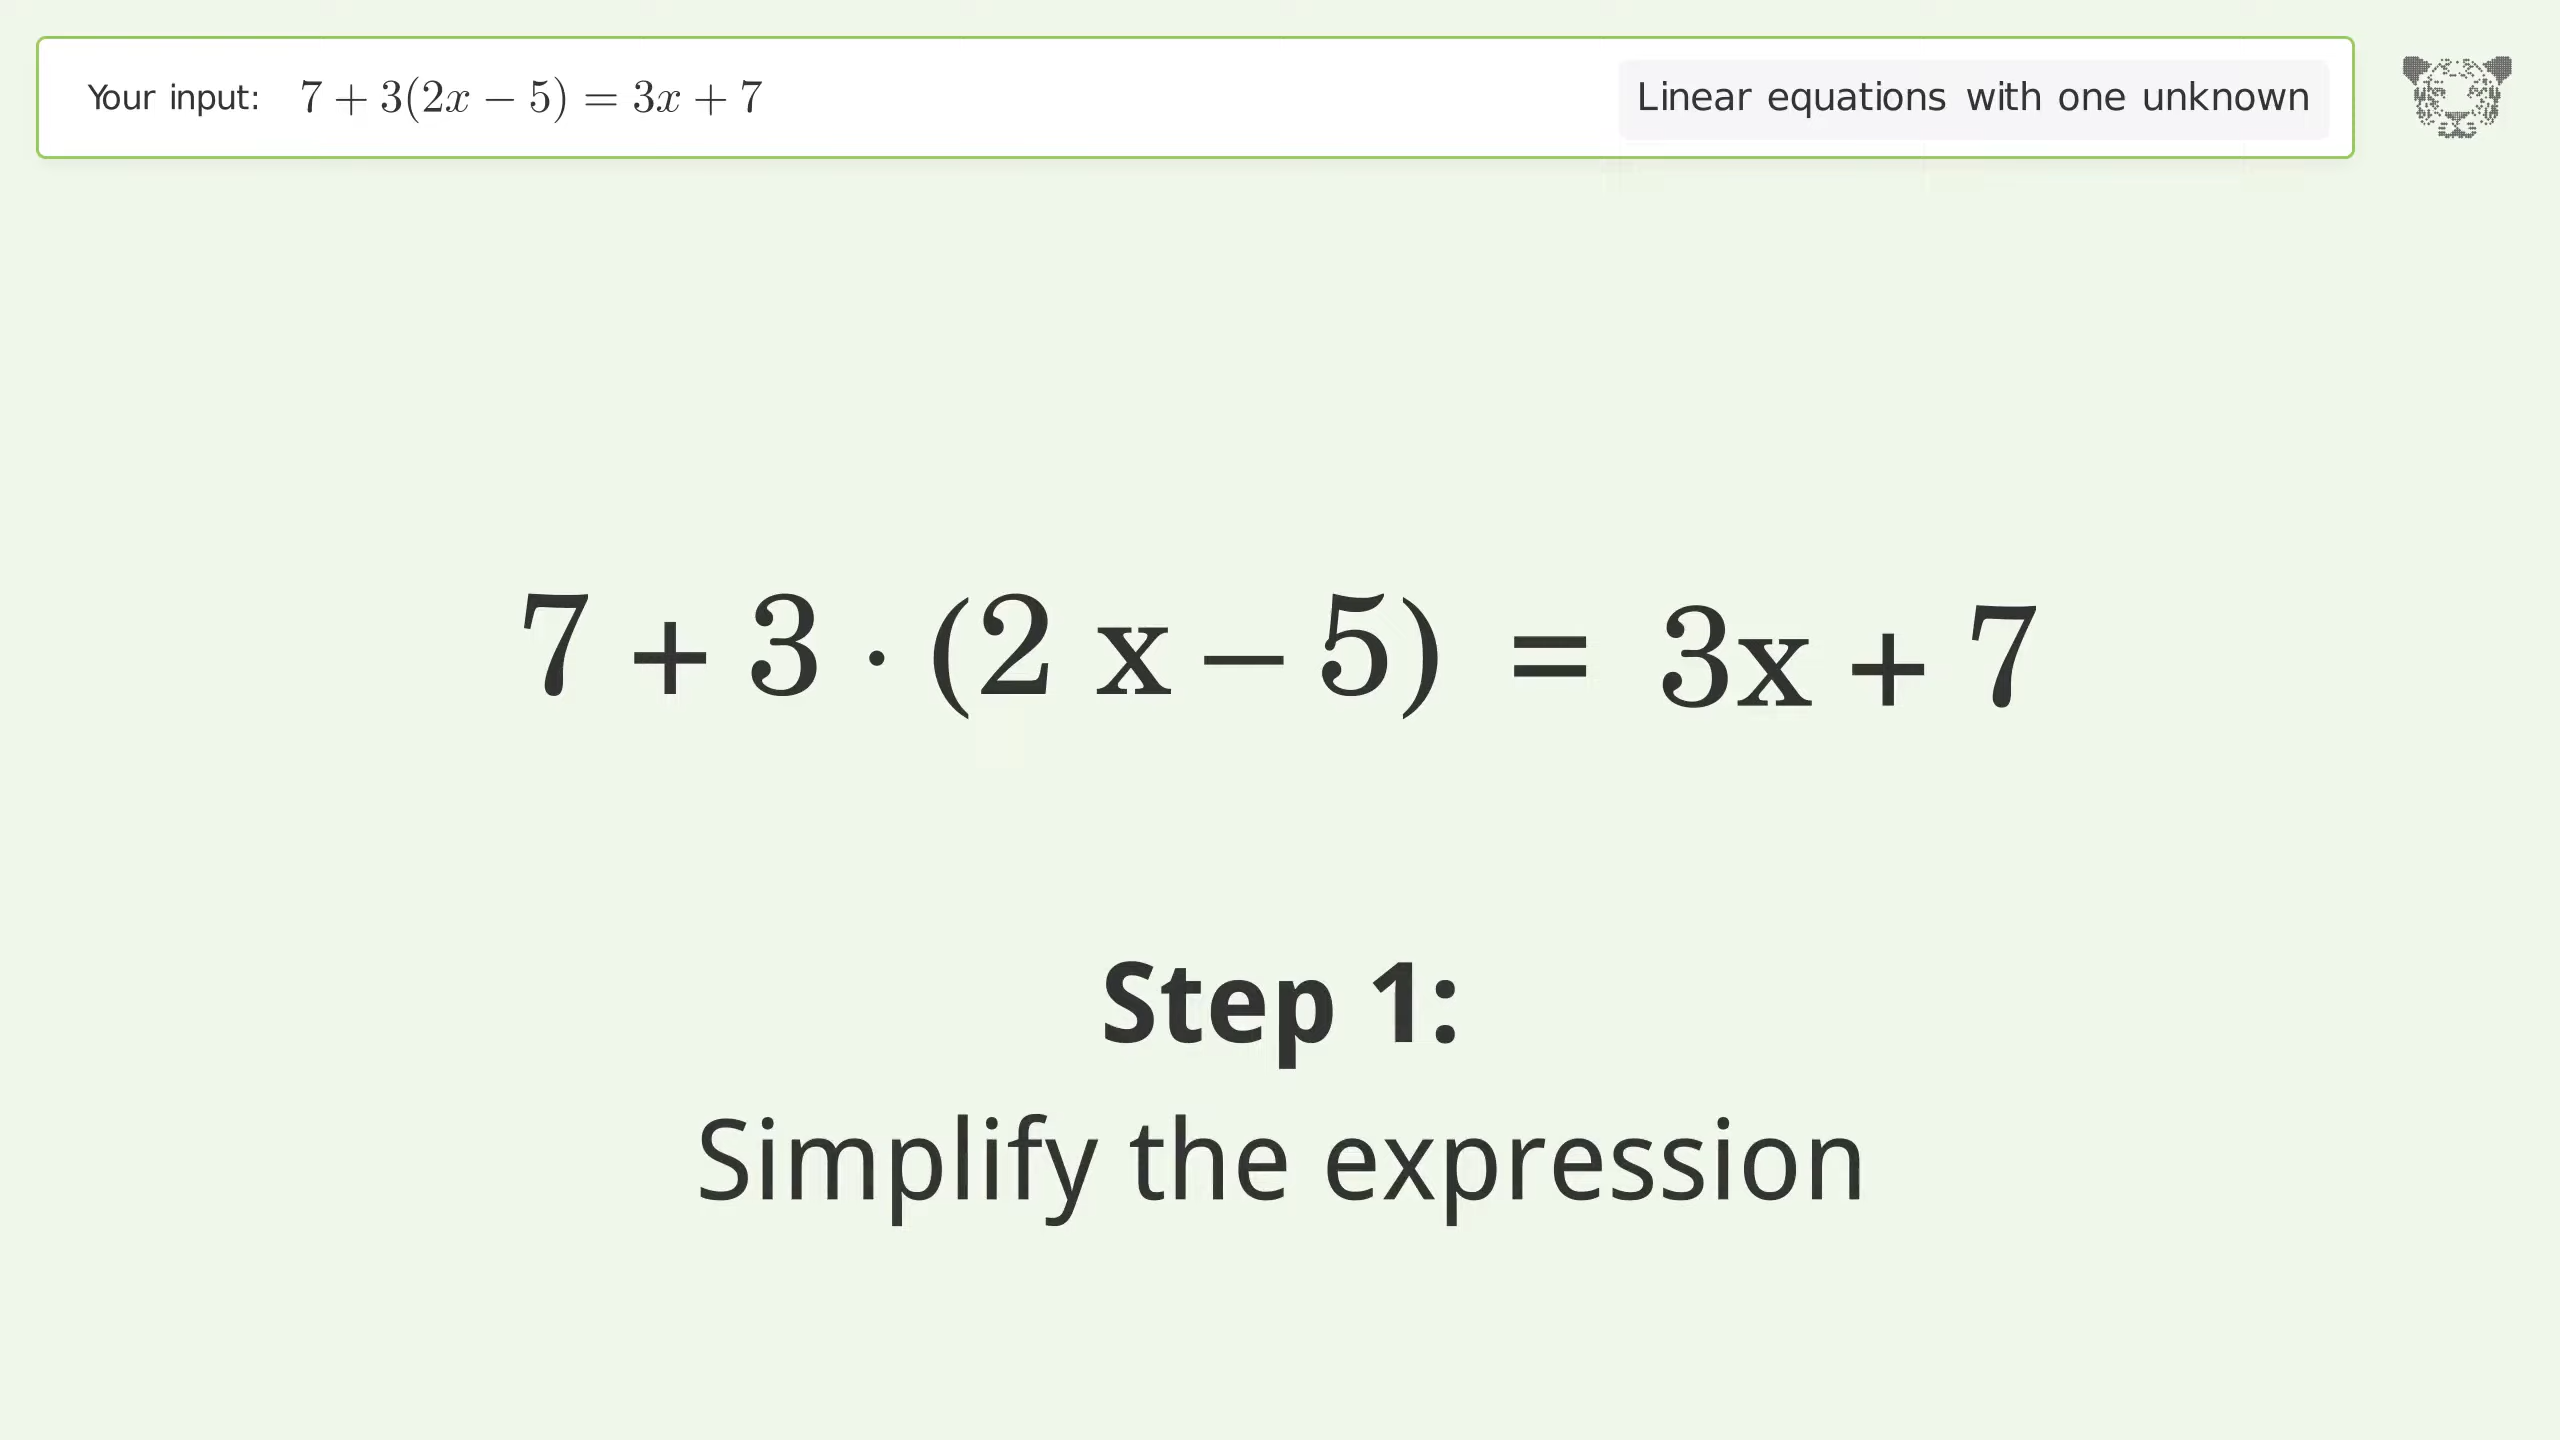 Your input: 7 + 3(2x − 5) = 3x + 7
Linear equations with one unknown
7 + 3 · (2 x − 5) = 3x + 7
Step 1:
Simplify the expression